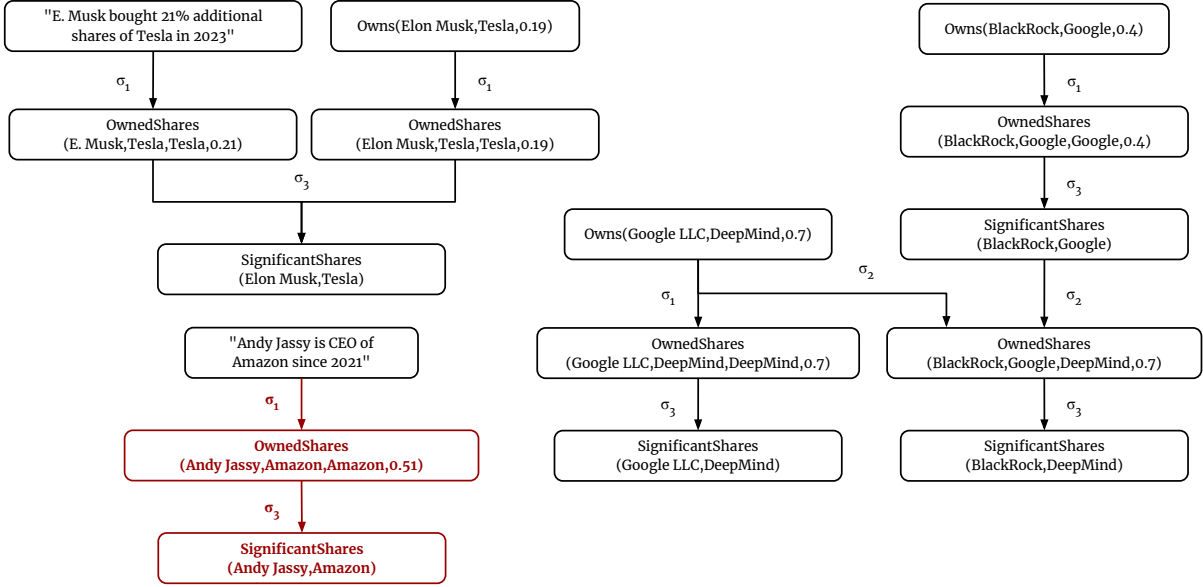 "E. Musk bought 21% additional
shares of Tesla in 2023"
Owns(Elon Musk,Tesla,0.19)
Owns(BlackRock,Google,0.4)
σ1
σ1
σ1
OwnedShares
(E. Musk,Tesla,Tesla,0.21)
OwnedShares
(Elon Musk,Tesla,Tesla,0.19)
OwnedShares
(BlackRock,Google,Google,0.4)
σ3
σ3
Owns(Google LLC,DeepMind,0.7)
SignificantShares
(BlackRock,Google)
SignificantShares
(Elon Musk,Tesla)
σ2
σ1
σ2
"Andy Jassy is CEO of
Amazon since 2021"
OwnedShares
(Google LLC,DeepMind,DeepMind,0.7)
OwnedShares
(BlackRock,Google,DeepMind,0.7)
σ1
σ3
σ3
OwnedShares
(Andy Jassy,Amazon,Amazon,0.51)
SignificantShares
(Google LLC,DeepMind)
SignificantShares
(BlackRock,DeepMind)
σ3
SignificantShares
(Andy Jassy,Amazon)